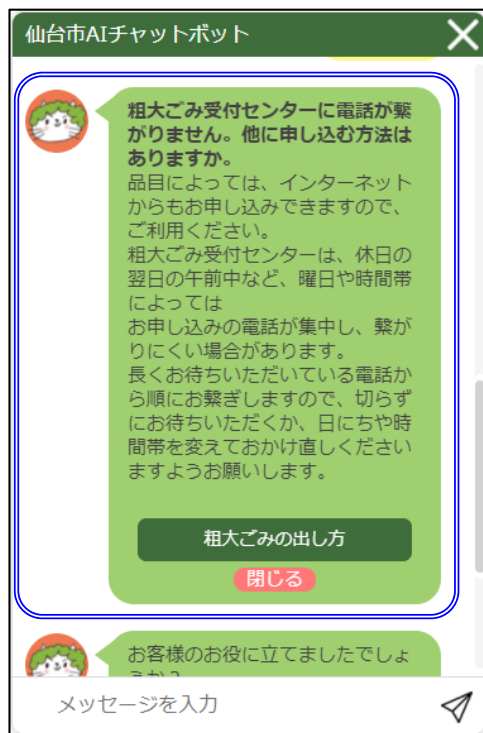 仙台市AIチャットボット
粗大ごみ受付センターに電話が繋
がりません。他に申し込む方法は
ありますか。
品目によっては、インターネット
からもお申し込みできますので、
ご利用ください。
粗大ごみ受付センターは、休日の
翌日の午前中など、曜日や時間帯
によっては
お申し込みの電話が集中し、繋が
りにくい場合があります。
長くお待ちいただいている電話か
ら順にお繋ぎしますので、切らず
にお待ちいただくか、日にちや時
間帯を変えておかけ直しください
ますようお願いします。
粗大ごみの出し方
閉じる
お客様のお役に立てましたでしょ
うか？
メッセージを入力